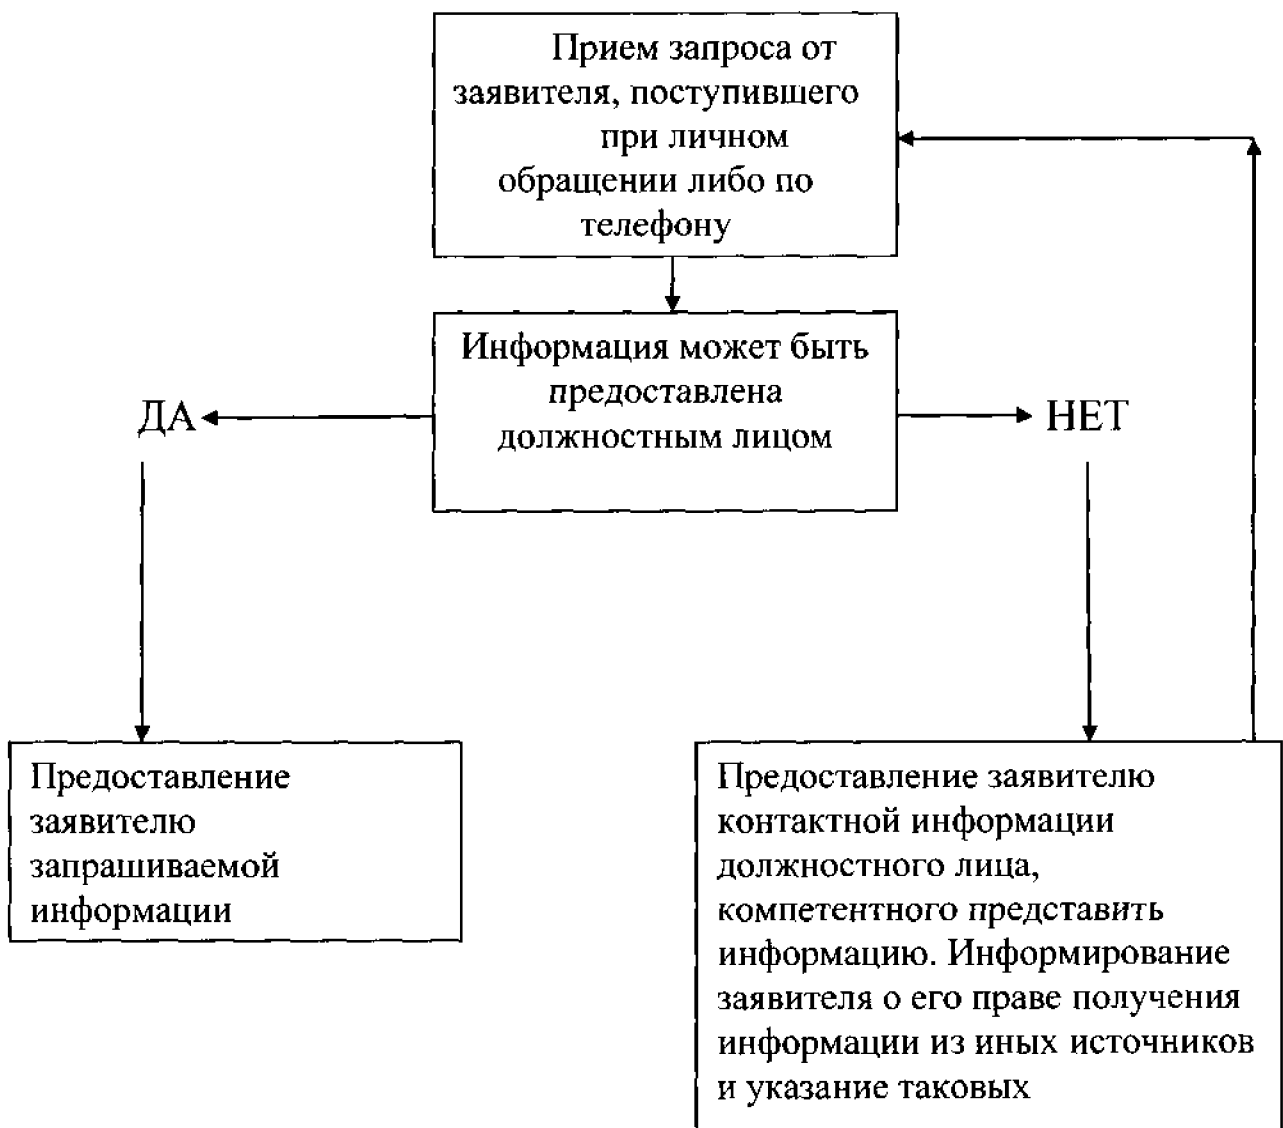 Прием запроса от
заявителя, поступившего
при личном
обращении либо по
телефону
Информация может быть
предоставлена
должностным лицом
ДА
НЕТ
Предоставление
заявителю
запрашиваемой
информации
Предоставление заявителю
контактной информации
должностного лица,
компетентного представить
информацию. Информирование
заявителя о его праве получения
информации из иных источников
и указание таковых